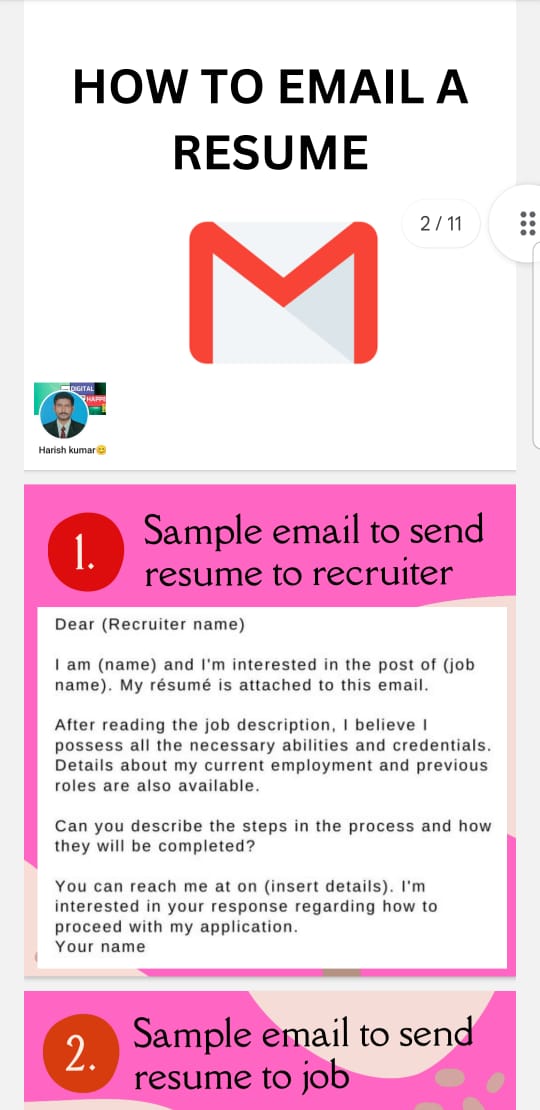 HOW TO EMAIL A
RESUME
2 / 11
DIGITAL
HAPPE
Harish kumar😊
1.
Sample email to send
resume to recruiter
Dear (Recruiter name)
I am (name) and I'm interested in the post of (job
name). My résumé is attached to this email.
After reading the job description, I believe I
possess all the necessary abilities and credentials.
Details about my current employment and previous
roles are also available.
Can you describe the steps in the process and how
they will be completed?
You can reach me at on (insert details). I'm
interested in your response regarding how to
proceed with my application.
Your name
2.
Sample email to send
resume to job